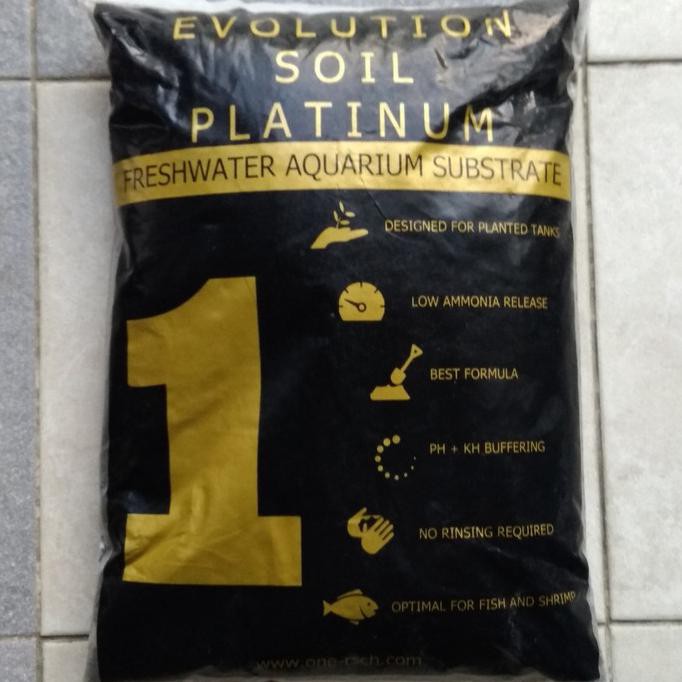 EVOLUTION
SOIL
PLATINUM
FRESHWATER AQUARIUM SUBSTRATE
DESIGNED FOR PLANTED TANKS
LOW AMMONIA RELEASE
BEST FORMULA
PH + KH BUFFERING
1
NO RINSING REQUIRED
OPTIMAL FOR FISH AND SHRIMP